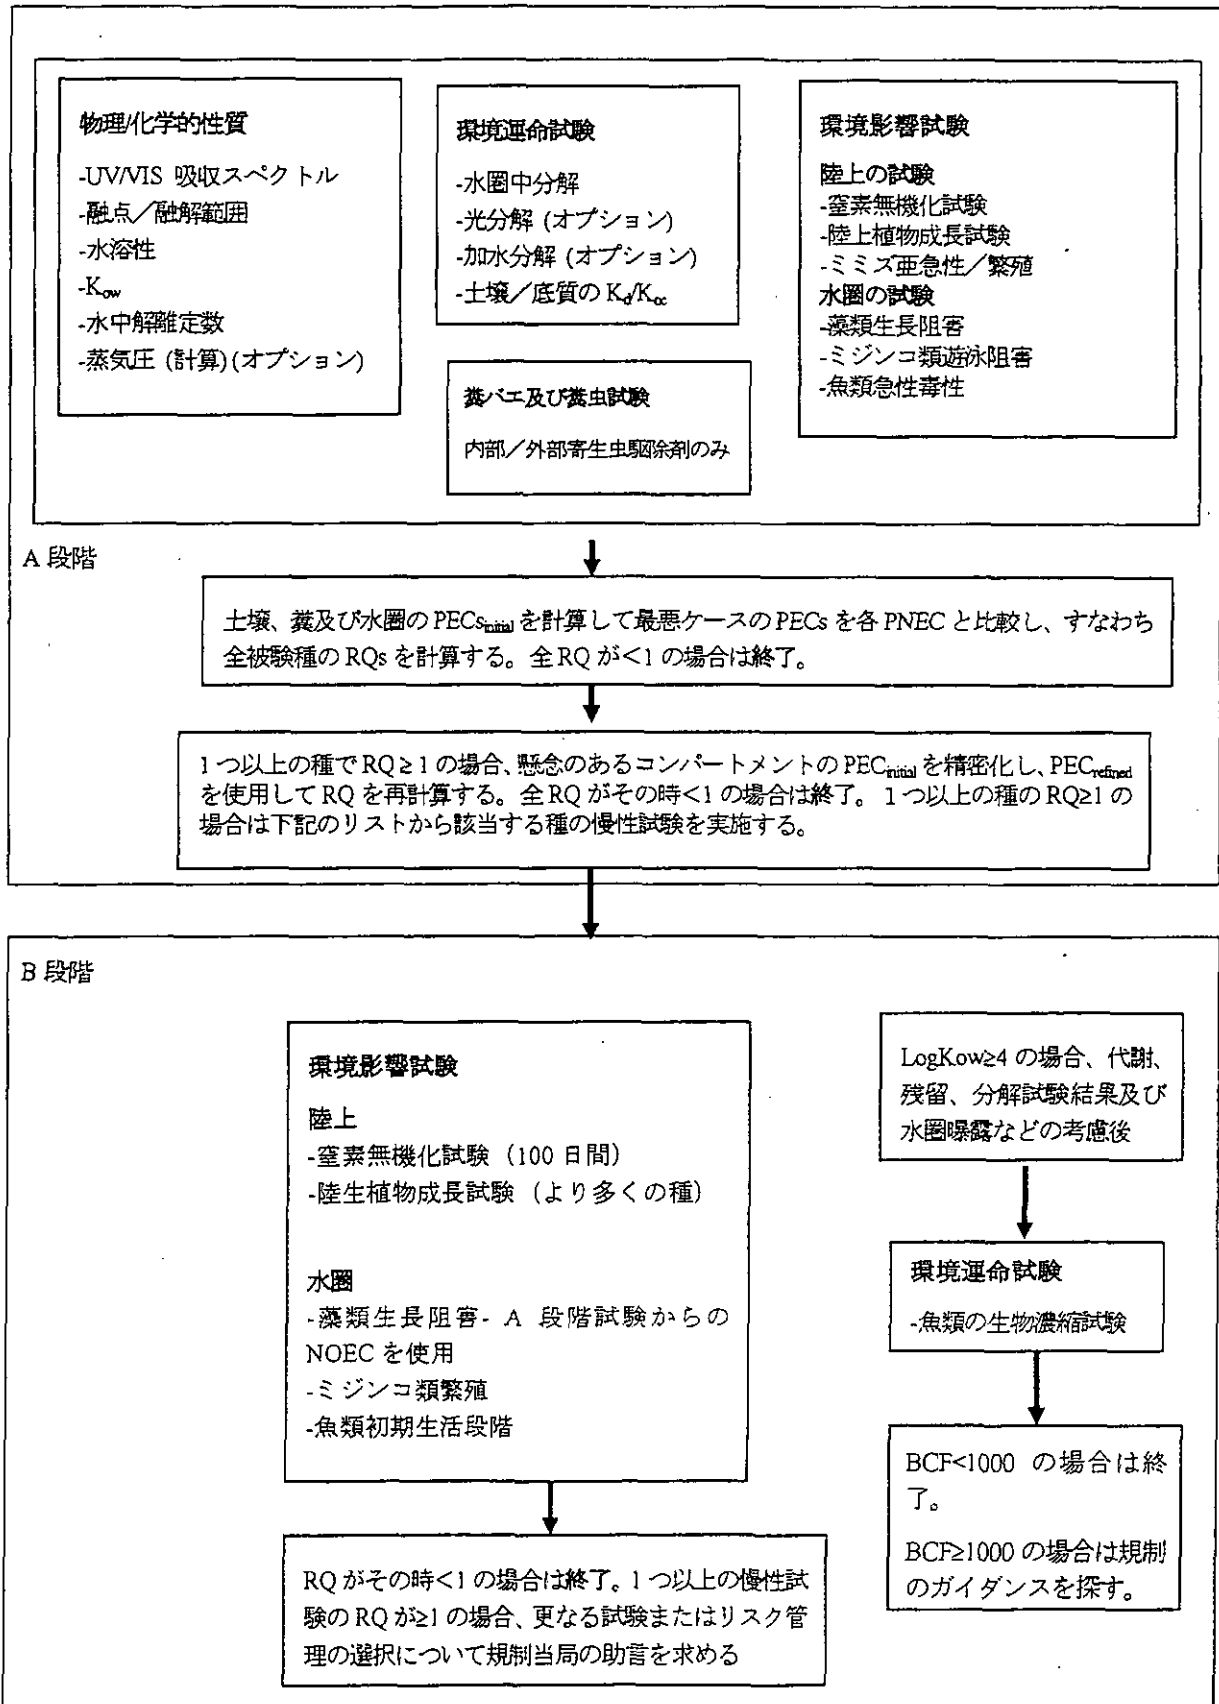 物理/化学的性質
-UV/VIS 吸収スペクトル
-融点／融解範囲
-水溶性
-Kow
-水中解離定数
-蒸気圧 (計算) (オプション)
環境運命試験
-水圏中分解
-光分解 (オプション)
-加水分解 (オプション)
-土壌／底質の Kd/Koc
糞バエ及び糞虫試験
内部／外部寄生虫駆除剤のみ
環境影響試験
陸上の試験
-窒素無機化試験
-陸上植物成長試験
-ミミズ亜急性／繁殖
水圏の試験
-藻類生長阻害
-ミジンコ類遊泳阻害
-魚類急性毒性
A 段階
土壌、糞及び水圏の PECsinitial を計算して最悪ケースの PECs を各 PNEC と比較し、すなわち
全被験種の RQs を計算する。全 RQ が<1 の場合は終了。
1 つ以上の種で RQ≥1 の場合、懸念のあるコンパートメントの PECinitial を精密化し、PECrefined
を使用して RQ を再計算する。全 RQ がその時<1 の場合は終了。1 つ以上の種の RQ≥1 の
場合は下記のリストから該当する種の慢性試験を実施する。
B 段階
環境影響試験
陸上
-窒素無機化試験（100 日間）
-陸生植物成長試験（より多くの種）
水圏
-藻類生長阻害- A 段階試験からの
NOEC を使用
-ミジンコ類繁殖
-魚類初期生活段階
RQ がその時<1 の場合は終了。1 つ以上の慢性試
験の RQ が≥1 の場合、更なる試験またはリスク管
理の選択について規制当局の助言を求める
LogKow≥4 の場合、代謝、
残留、分解試験結果及び
水圏曝露などの考慮後
環境運命試験
-魚類の生物濃縮試験
BCF<1000 の場合は終
了。
BCF≥1000 の場合は規制
のガイダンスを探す。